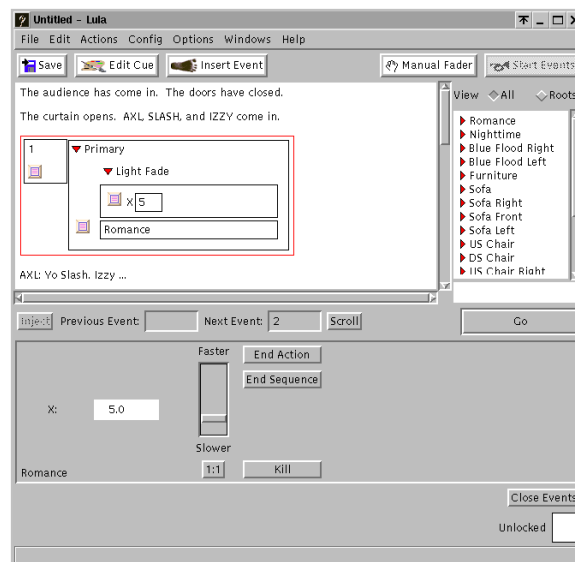 Untitled - Lula
File Edit Actions Config Options Windows Help
Save Edit Cue Insert Event Manual Fader Start Events
The audience has come in. The doors have closed.
The curtain opens. AXL, SLASH, and IZZY come in.
1
Primary
Light Fade
X 5
Romance
AXL: Yo Slash. Izzy ...
View All Roots
Romance
Nighttime
Blue Flood Right
Blue Flood Left
Furniture
Sofa
Sofa Right
Sofa Front
Sofa Left
US Chair
DS Chair
US Chair Right
Inject Previous Event: Next Event: 2 Scroll Go
Faster End Action
End Sequence
X: 5.0
Slower
Romance 1:1 Kill
Close Events
Unlocked